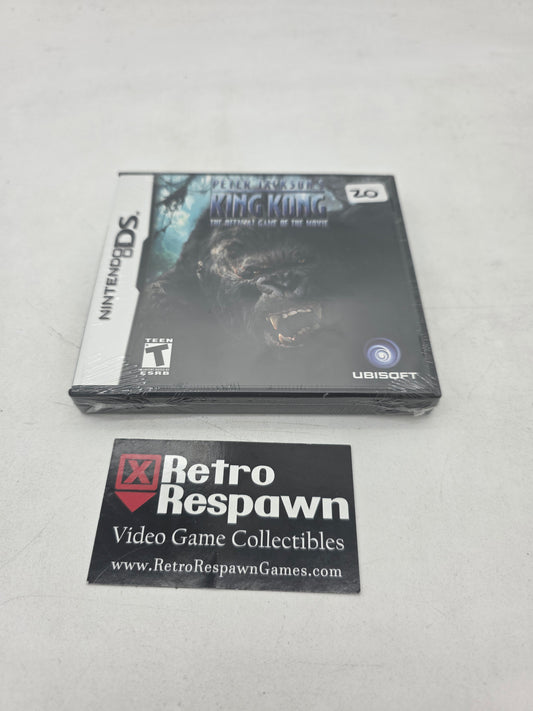 NINTENDO DS™
PETER JACKSON'S
KING KONG
THE OFFICIAL GAME OF THE MOVIE
20
TEEN
T
ESRB
UBISOFT
X Retro
Respawn
Video Game Collectibles
www.RetroRespawnGames.com